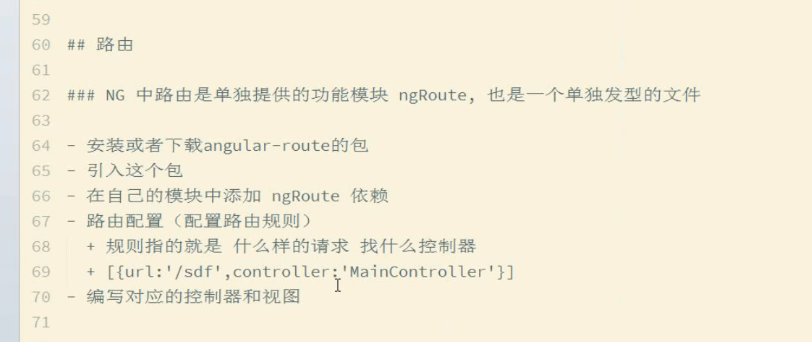 59
60 ## 路由
61
62 ### NG 中路由是单独提供的功能模块 ngRoute, 也是一个单独发型的文件
63
64 - 安装或者下载angular-route的包
65 - 引入这个包
66 - 在自己的模块中添加 ngRoute 依赖
67 - 路由配置（配置路由规则）
68   + 规则指的就是 什么样的请求 找什么控制器
69   + [{url:'/sdf',controller:'MainController'}]
70 - 编写对应的控制器和视图
71